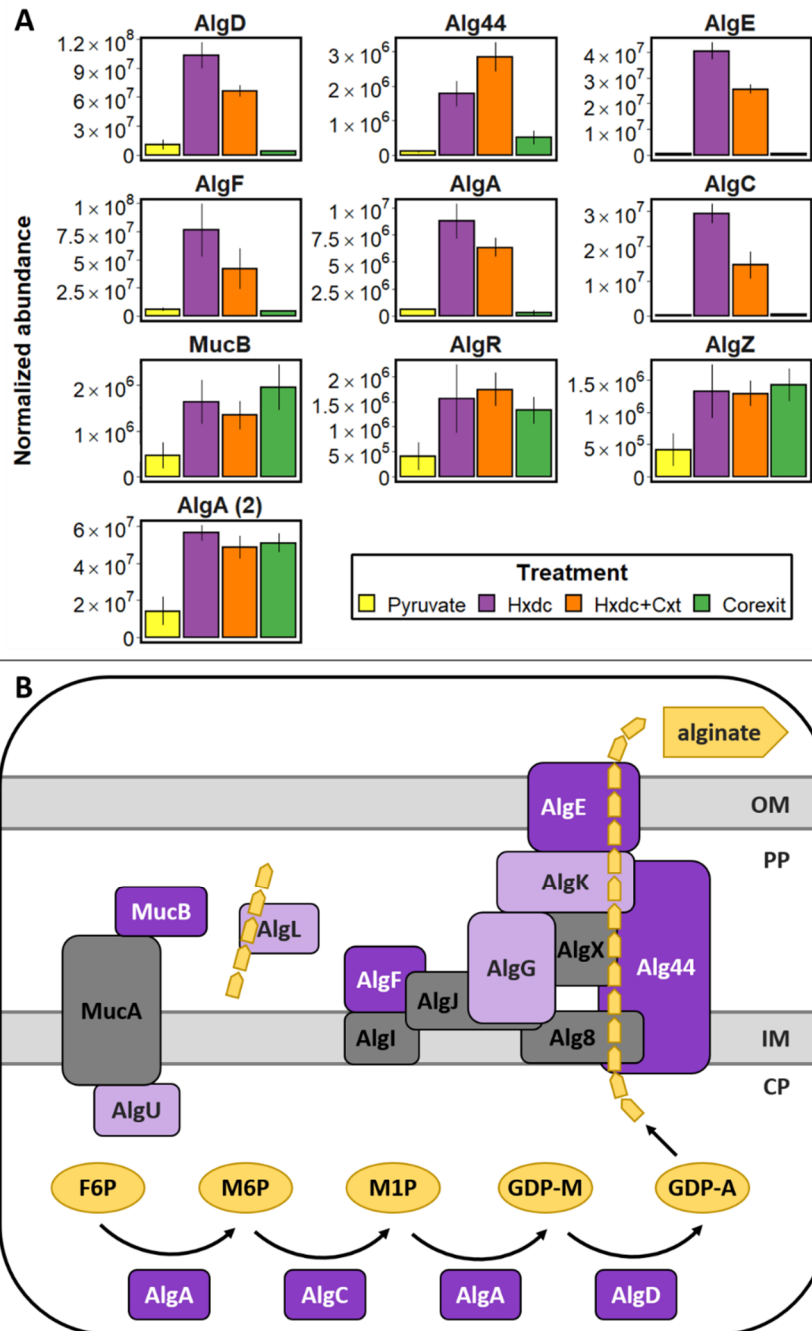 A
AlgD
Alg44
AlgE
1.2 × 10⁸
9 × 10⁷
6 × 10⁷
3 × 10⁷
0
3 × 10⁶
2 × 10⁶
1 × 10⁶
0
4 × 10⁷
3 × 10⁷
2 × 10⁷
1 × 10⁷
0
AlgF
AlgA
AlgC
1 × 10⁸
7.5 × 10⁷
5 × 10⁷
2.5 × 10⁷
0
1 × 10⁷
7.5 × 10⁶
5 × 10⁶
2.5 × 10⁶
0
3 × 10⁷
2 × 10⁷
1 × 10⁷
0
Normalized abundance
MucB
AlgR
AlgZ
2 × 10⁶
1 × 10⁶
0
2 × 10⁶
1.5 × 10⁶
1 × 10⁶
5 × 10⁵
0
1.5 × 10⁶
1 × 10⁶
5 × 10⁵
0
AlgA (2)
6 × 10⁷
4 × 10⁷
2 × 10⁷
0
Treatment
Pyruvate Hxdc Hxdc+Cxt Corexit
B
alginate
OM
AlgE
PP
AlgK
MucB
AlgL
AlgX
AlgG
Alg44
AlgF
AlgJ
MucA
AlgI
Alg8
IM
CP
AlgU
F6P M6P M1P GDP-M GDP-A
AlgA AlgC AlgA AlgD